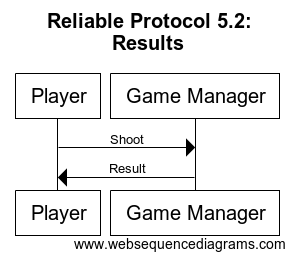 Reliable Protocol 5.2:
Results
Player
Game Manager
Shoot
Result
Player
Game Manager
www.websequencediagrams.com